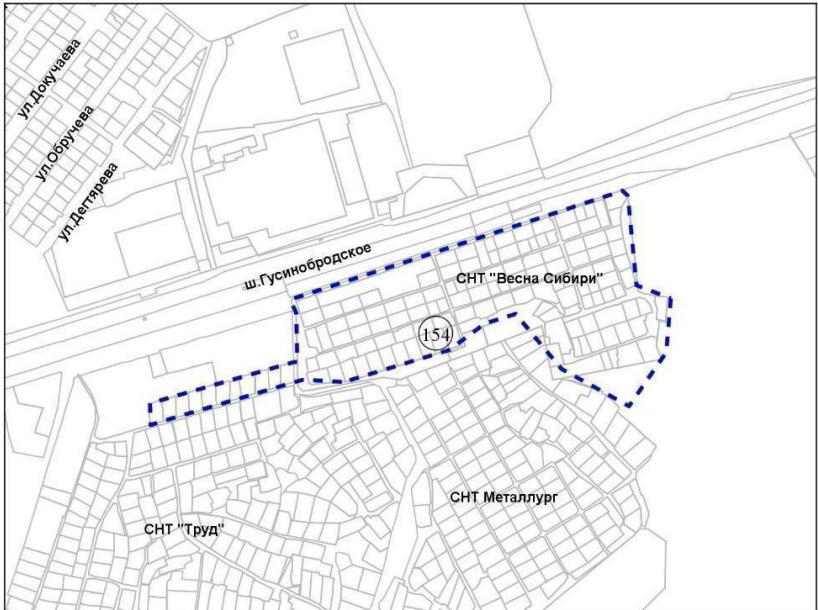 ул.Докучаева
ул.Обручева
ул.Дегтярева
ш.Гусинобродское
СНТ "Весна Сибири"
154
СНТ Металлург
СНТ "Труд"